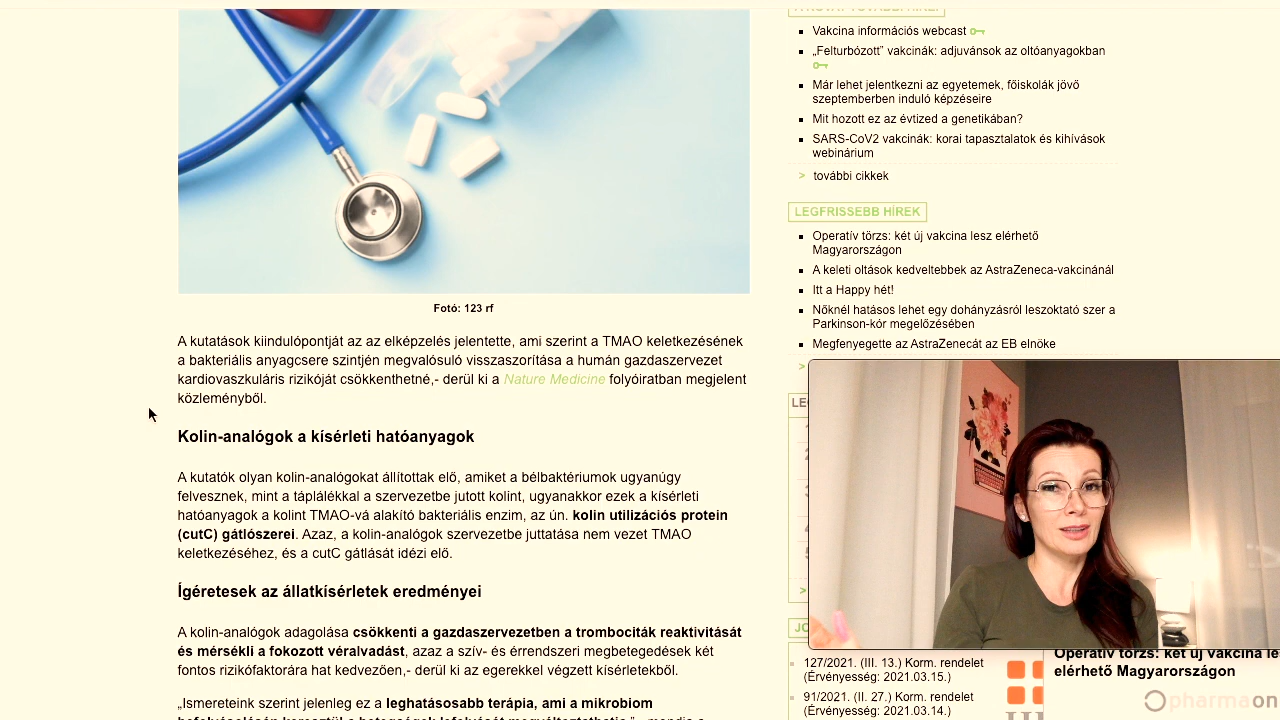 Fotó: 123 rf
A kutatások kiindulópontját az az elképzelés jelentette, ami szerint a TMAO keletkezésének
a bakteriális anyagcsere szintjén megvalósuló visszaszorítása a humán gazdaszervezet
kardiovaszkuláris rizikóját csökkenthetné,- derül ki a Nature Medicine folyóiratban megjelent
közleményből.
Kolin-analógok a kísérleti hatóanyagok
A kutatók olyan kolin-analógokat állítottak elő, amiket a bélbaktériumok ugyanúgy
felvesznek, mint a táplálékkal a szervezetbe jutott kolint, ugyanakkor ezek a kísérleti
hatóanyagok a kolint TMAO-vá alakító bakteriális enzim, az ún. kolin utilizációs protein
(cutC) gátlószerei. Azaz, a kolin-analógok szervezetbe juttatása nem vezet TMAO
keletkezéséhez, és a cutC gátlását idézi elő.
Ígéretesek az állatkísérletek eredményei
A kolin-analógok adagolása csökkenti a gazdaszervezetben a trombociták reaktivitását
és mérsékli a fokozott véralvadást, azaz a szív- és érrendszeri megbetegedések két
fontos rizikófaktorára hat kedvezően,- derül ki az egerekkel végzett kísérletekből.
„Ismereteink szerint jelenleg ez a leghatásosabb terápia, ami a mikrobiom
Vakcina információs webcast
„Felturbózott” vakcinák: adjuvánsok az oltóanyagokban
Már lehet jelentkezni az egyetemek, főiskolák jövő
szeptemberben induló képzéseire
Mit hozott ez az évtized a genetikában?
SARS-CoV2 vakcinák: korai tapasztalatok és kihívások
webinárium
> további cikkek
LEGFRISSEBB HÍREK
Operatív törzs: két új vakcina lesz elérhető
Magyarországon
A keleti oltások kedveltebbek az AstraZeneca-vakcinánál
Itt a Happy hét!
Nőknél hatásos lehet egy dohányzásról leszoktató szer a
Parkinson-kór megelőzésében
Megfenyegette az AstraZenecát az EB elnöke
>
>
127/2021. (III. 13.) Korm. rendelet
(Érvényesség: 2021.03.15.)
91/2021. (II. 27.) Korm. rendelet
(Érvényesség: 2021.03.14.)
Operatív törzs: két új vakcina le
elérhető Magyarországon
pharmaon